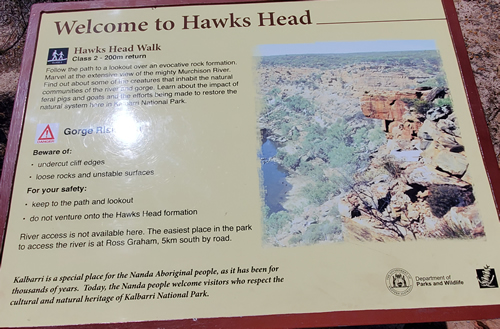 Welcome to Hawks Head
Hawks Head Walk
Class 2 - 200m return
Follow the path to a lookout over an evocative rock formation.
Marvel at the extensive view of the mighty Murchison River.
Find out about some of the creatures that inhabit the natural
communities of the river and gorge. Learn about the impact of
feral pigs and goats and the efforts being made to restore the
natural system here in Kalbarri National Park.
DANGER
Gorge
Beware of:
• undercut cliff edges
• loose rocks and unstable surfaces
For your safety:
• keep to the path and lookout
• do not venture onto the Hawks Head formation
River access is not available here. The easiest place in the park
to access the river is at Ross Graham, 5km south by road.
Kalbarri is a special place for the Nanda Aboriginal people, as it has been for
thousands of years. Today, the Nanda people welcome visitors who respect the
cultural and natural heritage of Kalbarri National Park.
Department of
Parks and Wildlife